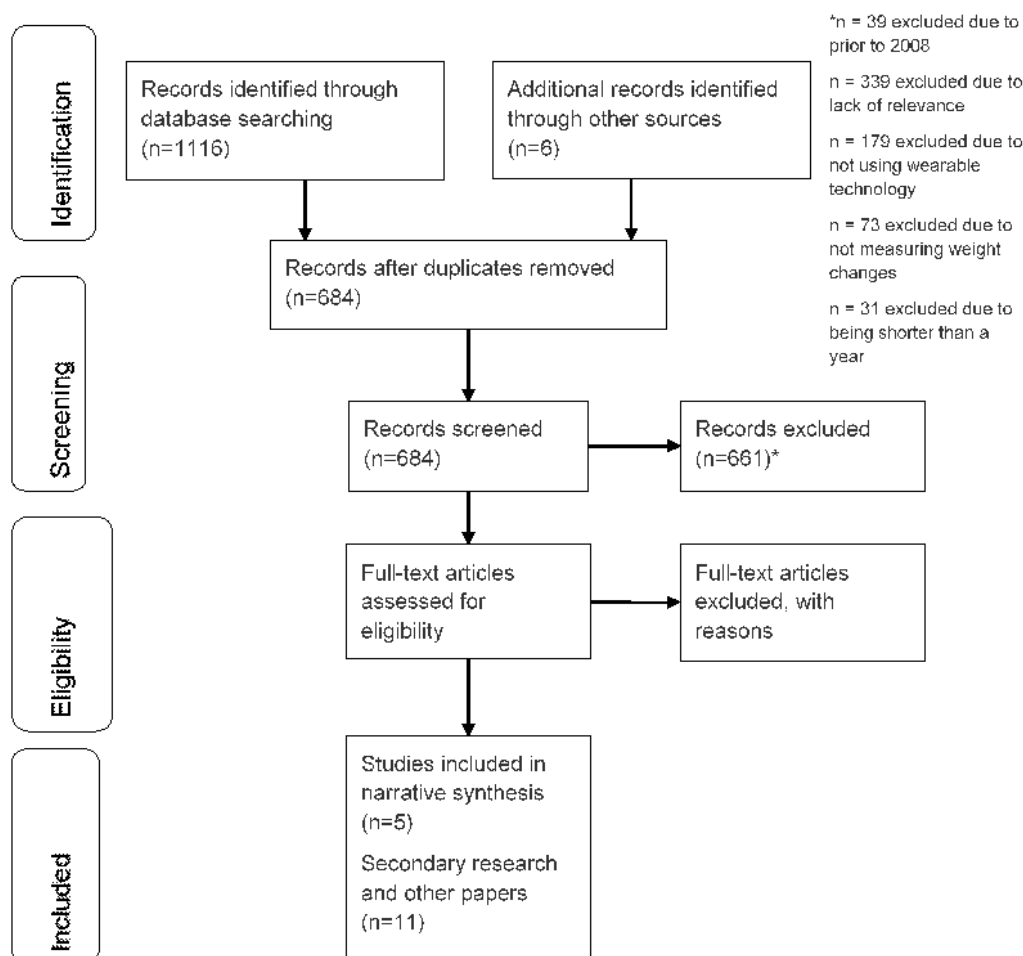 Identification
Records identified through
database searching
(n=1116)
Additional records identified
through other sources
(n=6)
*n = 39 excluded due to
prior to 2008
n = 339 excluded due to
lack of relevance
n = 179 excluded due to
not using wearable
technology
n = 73 excluded due to
not measuring weight
changes
n = 31 excluded due to
being shorter than a
year
Records after duplicates removed
(n=684)
Screening
Records screened
(n=684)
Records excluded
(n=661)*
Eligibility
Full-text articles
assessed for
eligibility
Full-text articles
excluded, with
reasons
Included
Studies included in
narrative synthesis
(n=5)
Secondary research
and other papers
(n=11)